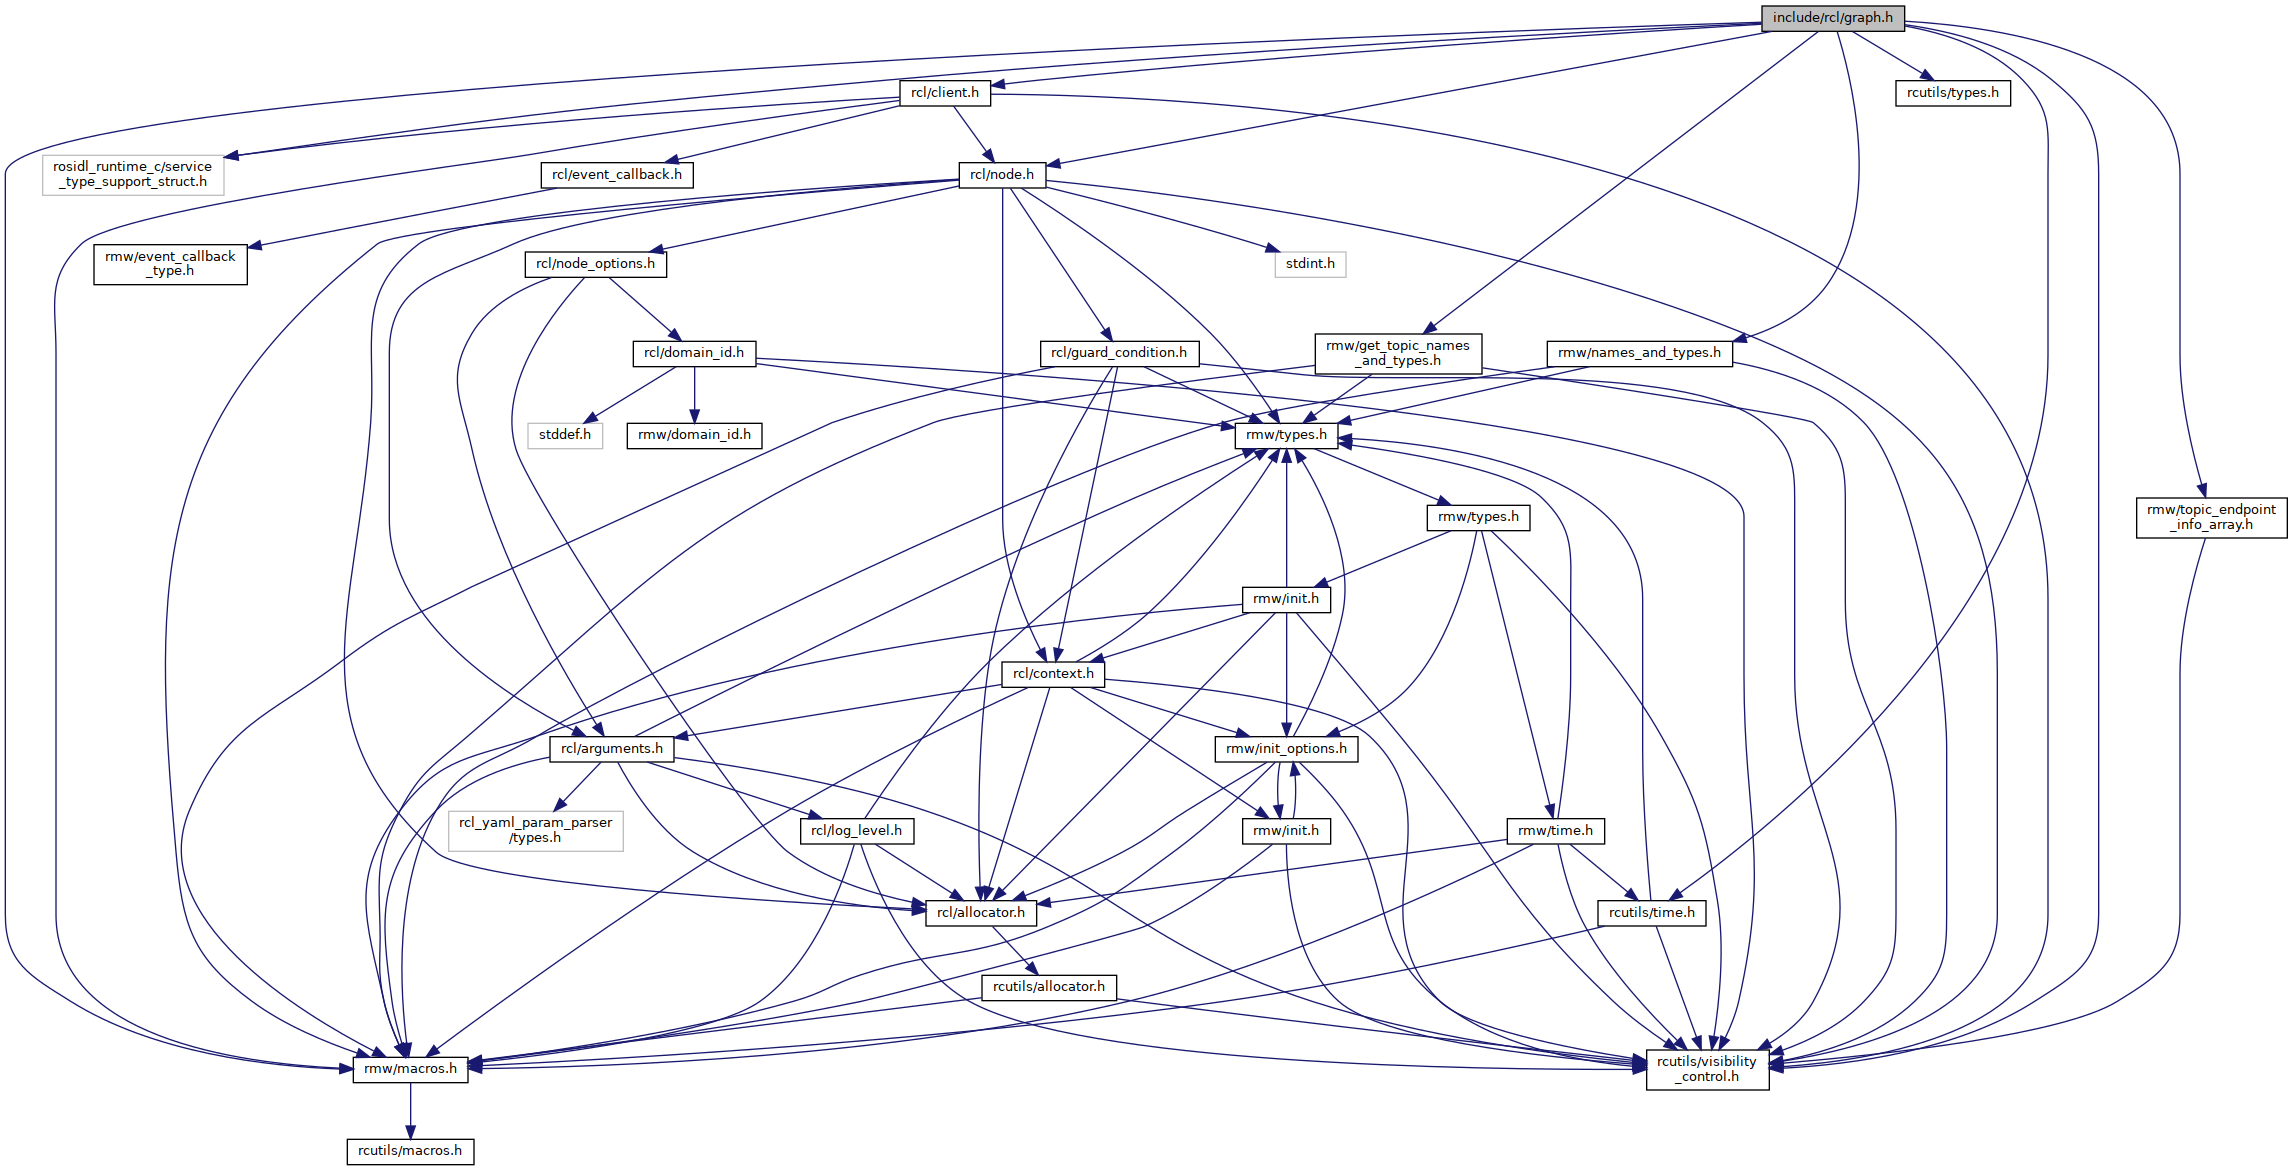 include/rcl/graph.h
rcl/client.h
rcutils/types.h
rosidl_runtime_c/service
_type_support_struct.h
rcl/event_callback.h
rcl/node.h
rmw/event_callback
_type.h
rcl/node_options.h
stdint.h
rcl/domain_id.h
rcl/guard_condition.h
rmw/get_topic_names
_and_types.h
rmw/names_and_types.h
stddef.h
rmw/domain_id.h
rmw/types.h
rmw/types.h
rmw/topic_endpoint
_info_array.h
rmw/init.h
rcl/context.h
rcl/arguments.h
rmw/init_options.h
rcl_yaml_param_parser
/types.h
rcl/log_level.h
rmw/init.h
rmw/time.h
rcl/allocator.h
rcutils/time.h
rcutils/allocator.h
rmw/macros.h
rcutils/visibility
_control.h
rcutils/macros.h